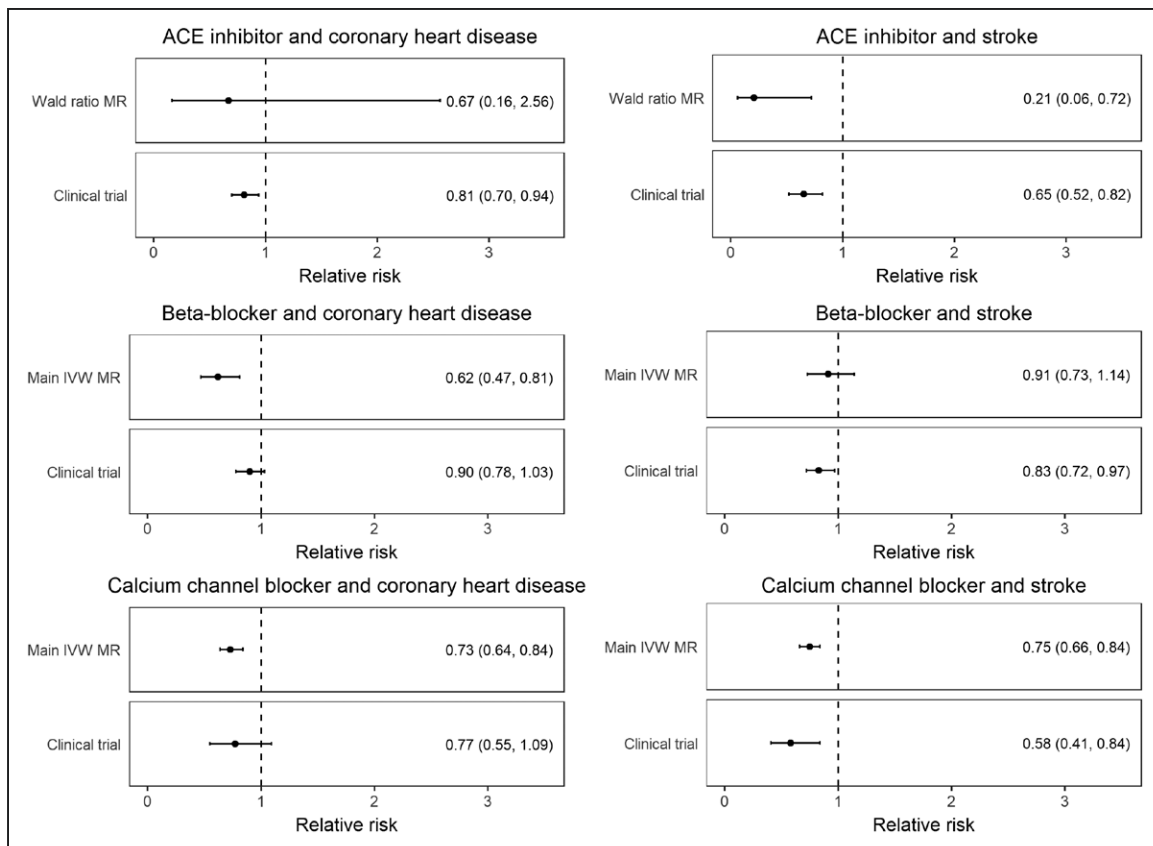 ACE inhibitor and coronary heart disease
Wald ratio MR 0.67 (0.16, 2.56)
Clinical trial 0.81 (0.70, 0.94)
0 1 2 3
Relative risk
ACE inhibitor and stroke
Wald ratio MR 0.21 (0.06, 0.72)
Clinical trial 0.65 (0.52, 0.82)
0 1 2 3
Relative risk
Beta-blocker and coronary heart disease
Main IVW MR 0.62 (0.47, 0.81)
Clinical trial 0.90 (0.78, 1.03)
0 1 2 3
Relative risk
Beta-blocker and stroke
Main IVW MR 0.91 (0.73, 1.14)
Clinical trial 0.83 (0.72, 0.97)
0 1 2 3
Relative risk
Calcium channel blocker and coronary heart disease
Main IVW MR 0.73 (0.64, 0.84)
Clinical trial 0.77 (0.55, 1.09)
0 1 2 3
Relative risk
Calcium channel blocker and stroke
Main IVW MR 0.75 (0.66, 0.84)
Clinical trial 0.58 (0.41, 0.84)
0 1 2 3
Relative risk